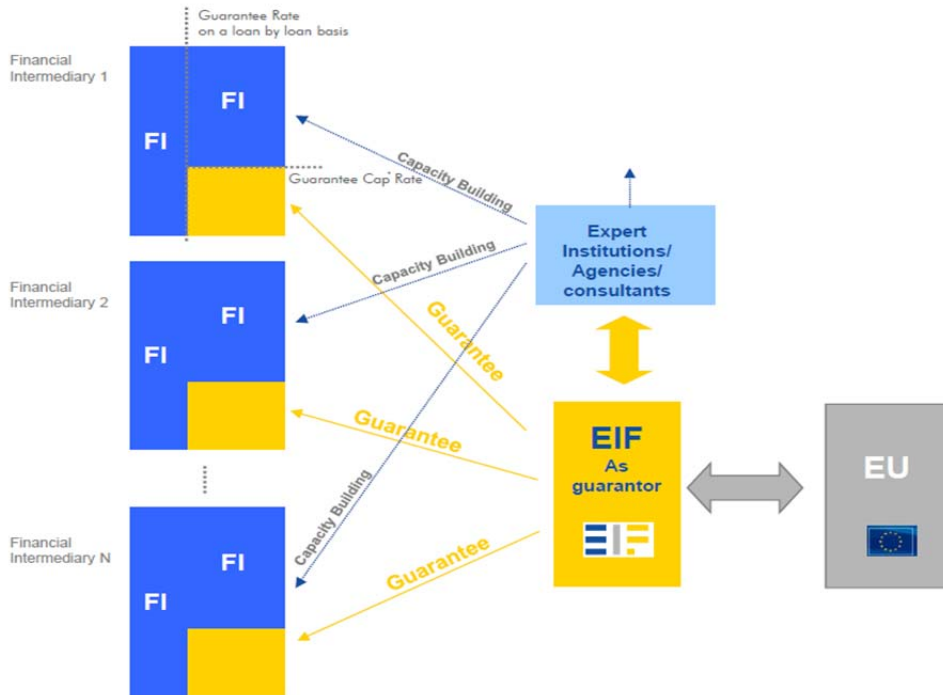 Guarantee Rate
on a loan by loan basis
Financial
Intermediary 1
FI
FI
Guarantee Cap' Rate
Capacity Building
Expert
Institutions/
Agencies/
consultants
Capacity Building
Financial
Intermediary 2
FI
FI
Guarantee
Guarantee
EIF
As
guarantor
EIF
EU
Capacity Building
Financial
Intermediary N
FI
FI
Guarantee